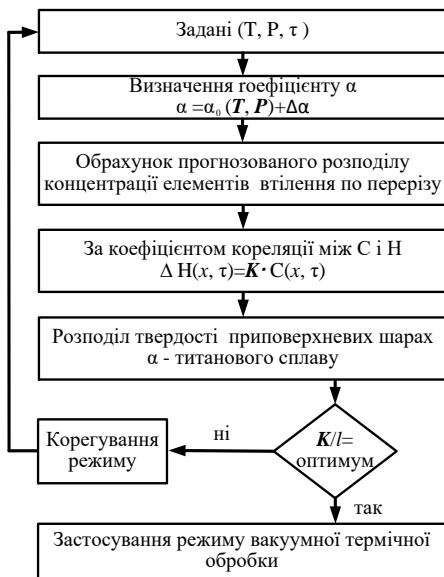 Задані (T, P, τ )
Визначення гоефіцієнту α
α =α₀ (T, P)+Δα
Обрахунок прогнозованого розподілу
концентрації елементів втілення по перерізу
За коефіцієнтом кореляції між С і Н
Δ H(x, τ)=K· C(x, τ)
Розподіл твердості приповерхневих шарах
α - титанового сплаву
K/l=
оптимум
ні
Корегування
режиму
так
Застосування режиму вакуумної термічної
обробки